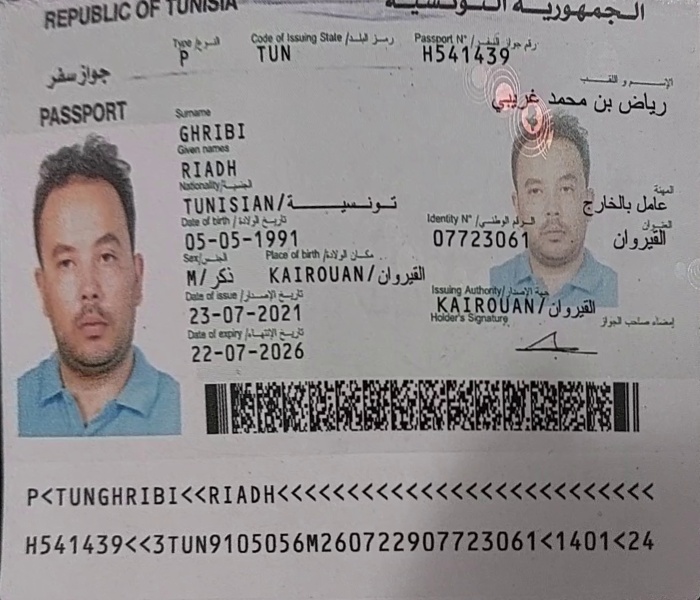 REPUBLIC OF TUNISIA الجمهورية التونسية
Type / النوع Code of Issuing State / رمز البلد Passport N° / رقم جواز السفر
P TUN H541439
جواز سفر
PASSPORT
الإسم و اللقب
رياض بن محمد غريبي
Surname
GHRIBI
Given names
RIADH
Nationality / الجنسية
TUNISIAN/تونسية
المهنة
عامل بالخارج
Date of birth / تاريخ الولادة Identity N° / الرقم الوطني العنوان
05-05-1991 07723061 القيروان
Sex / الجنس Place of birth / مكان الولادة
M/ذكر KAIROUAN/القيروان
Date of issue / تاريخ الإصدار Issuing Authority / جهة الإصدار
23-07-2021 KAIROUAN/القيروان
Date of expiry / تاريخ الإنتهاء Holder's Signature إمضاء صاحب الجواز
22-07-2026
P<TUNGHRIBI<<RIADH<<<<<<<<<<<<<<<<<<<<<<<<<<
H541439<<3TUN9105056M260722907723061<1401<24